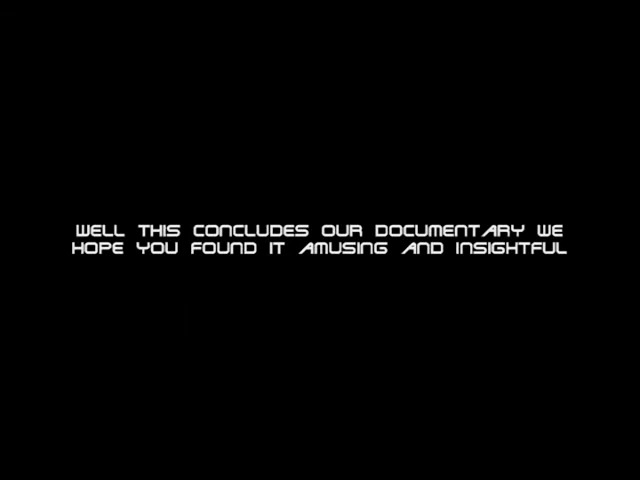 WELL THIS CONCLUDES OUR DOCUMENTARY WE
HOPE YOU FOUND IT AMUSING AND INSIGHTFUL